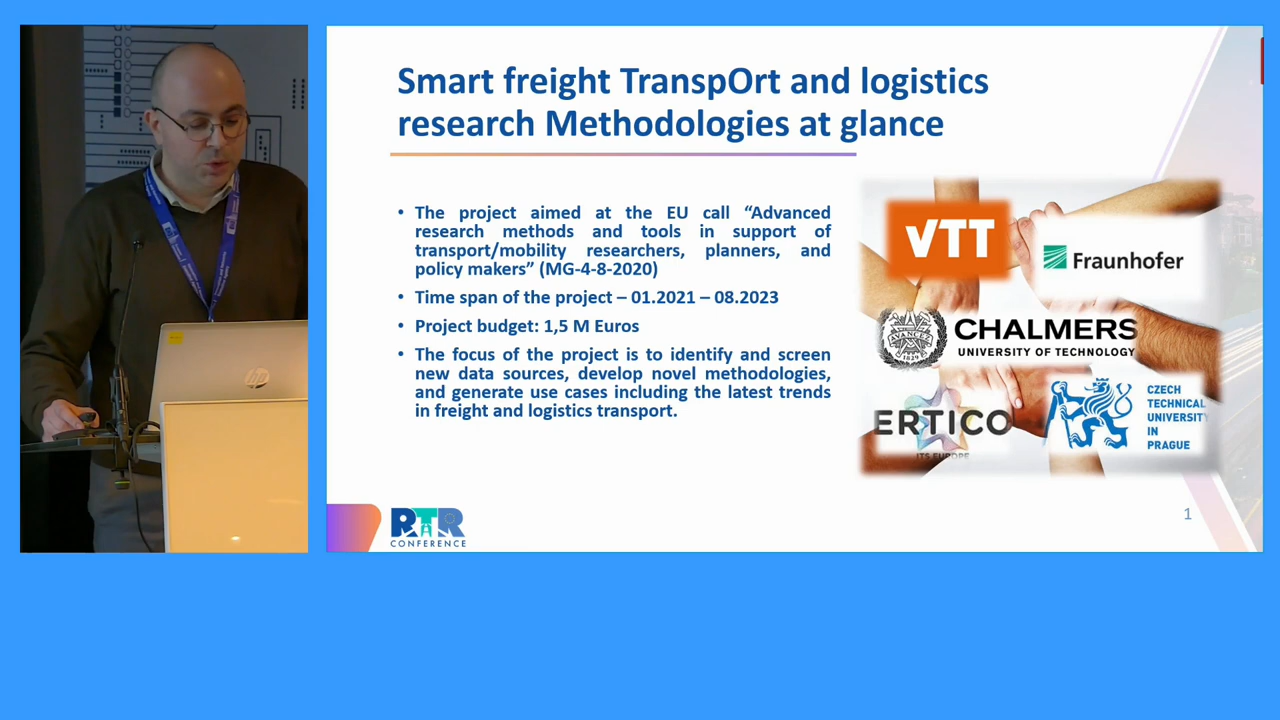 Smart freight TranspOrt and logistics
research Methodologies at glance
• The project aimed at the EU call “Advanced
research methods and tools in support of
transport/mobility researchers, planners, and
policy makers” (MG-4-8-2020)
• Time span of the project – 01.2021 – 08.2023
• Project budget: 1,5 M Euros
• The focus of the project is to identify and screen
new data sources, develop novel methodologies,
and generate use cases including the latest trends
in freight and logistics transport.
VTT
Fraunhofer
AVANCEZ
1829
CHALMERS
UNIVERSITY OF TECHNOLOGY
ERTICO
ITS EUROPE
CZECH
TECHNICAL
UNIVERSITY
IN
PRAGUE
RTR
CONFERENCE
1
hp